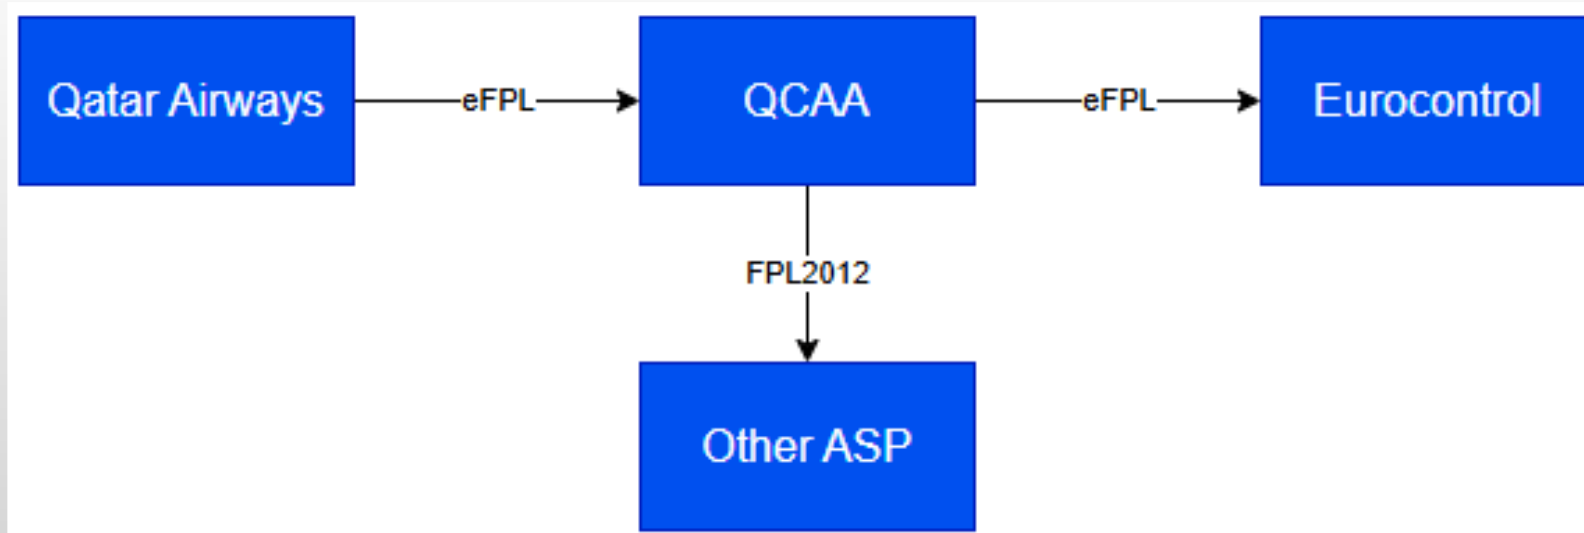 Qatar Airways
eFPL
QCAA
eFPL
Eurocontrol
FPL2012
Other ASP